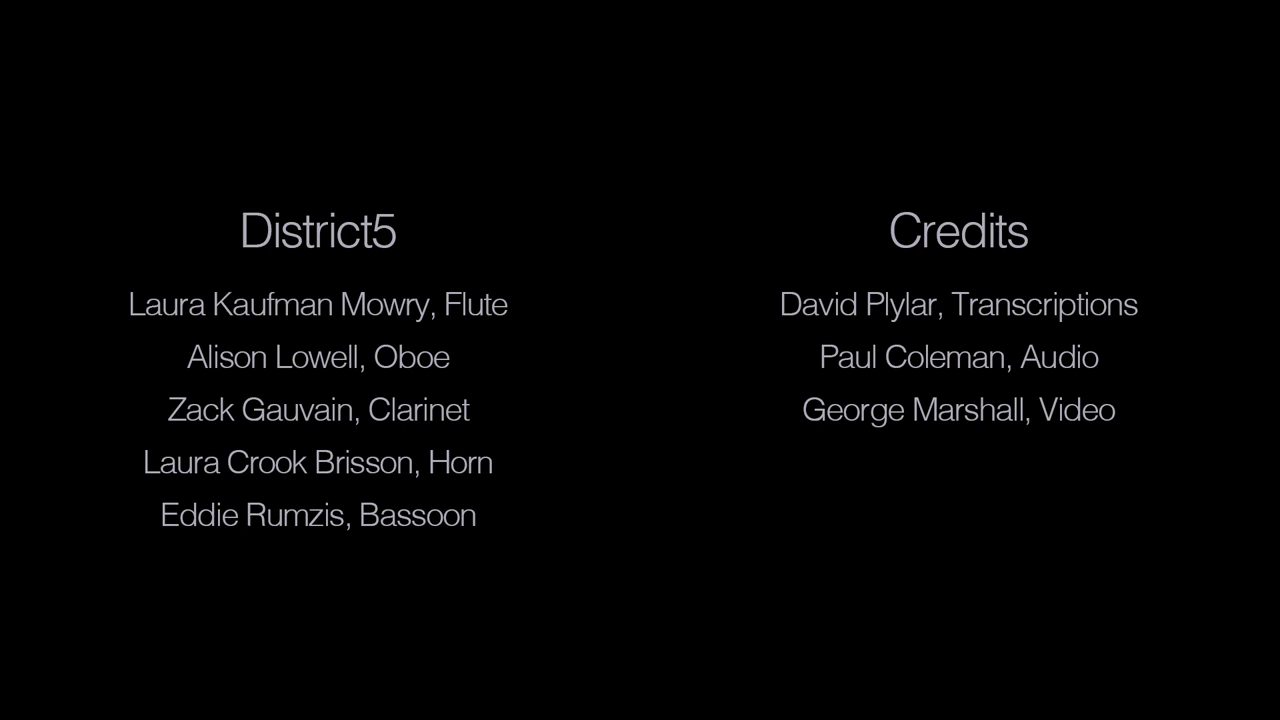 District5
Laura Kaufman Mowry, Flute
Alison Lowell, Oboe
Zack Gauvain, Clarinet
Laura Crook Brisson, Horn
Eddie Rumzis, Bassoon
Credits
David Plylar, Transcriptions
Paul Coleman, Audio
George Marshall, Video